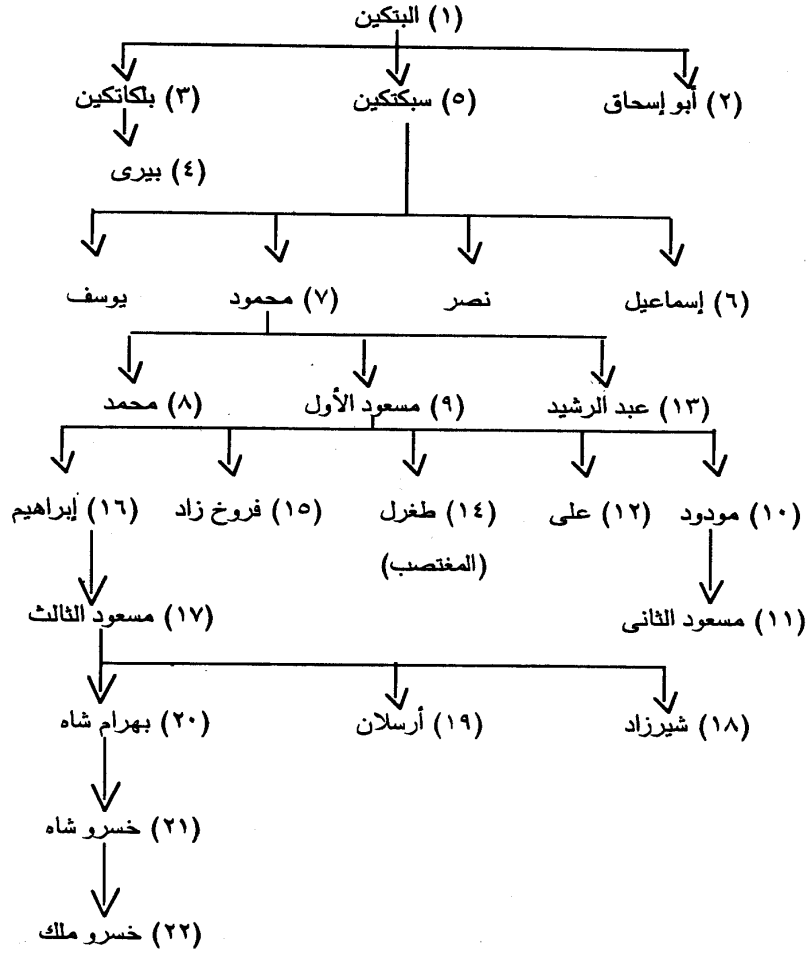 (١) البتكين
(٢) أبو إسحاق (٥) سبكتكين (٣) بلكاتكين
(٤) بيرى
(٦) إسماعيل نصر (٧) محمود يوسف
(١٣) عبد الرشيد (٩) مسعود الأول (٨) محمد
(١٠) مودود (١٢) على (١٤) طغرل (١٥) فروخ زاد (١٦) إبراهيم
(المغتصب)
(١١) مسعود الثانى (١٧) مسعود الثالث
(١٨) شيرزاد (١٩) أرسلان (٢٠) بهرام شاه
(٢١) خسرو شاه
(٢٢) خسرو ملك